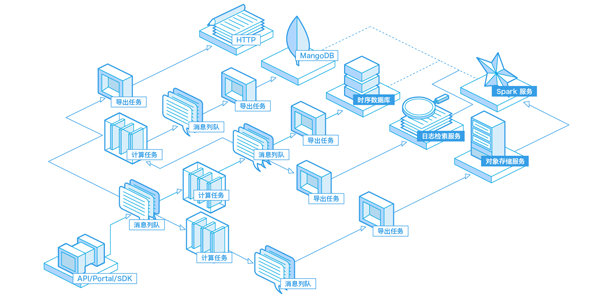 HTTP
MangoDB
导出任务
导出任务
时序数据库
Spark 服务
消息列队
导出任务
日志检索服务
计算任务
消息列队
对象存储服务
计算任务
导出任务
消息列队
导出任务
计算任务
API/Portal/SDK
消息列队